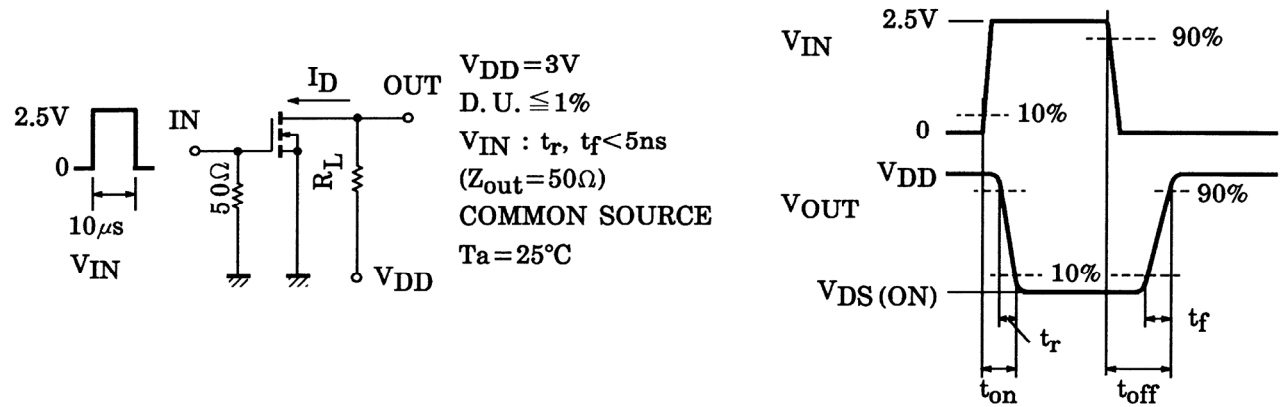 2.5V
0
10μs
VIN
IN
50Ω
ID
OUT
RL
VDD
VDD=3V
D. U. ≦ 1%
VIN : tr, tf<5ns
(Zout=50Ω)
COMMON SOURCE
Ta=25°C
VIN
2.5V
90%
10%
0
VDD
VOUT
90%
10%
VDS (ON)
tr
tf
ton
toff